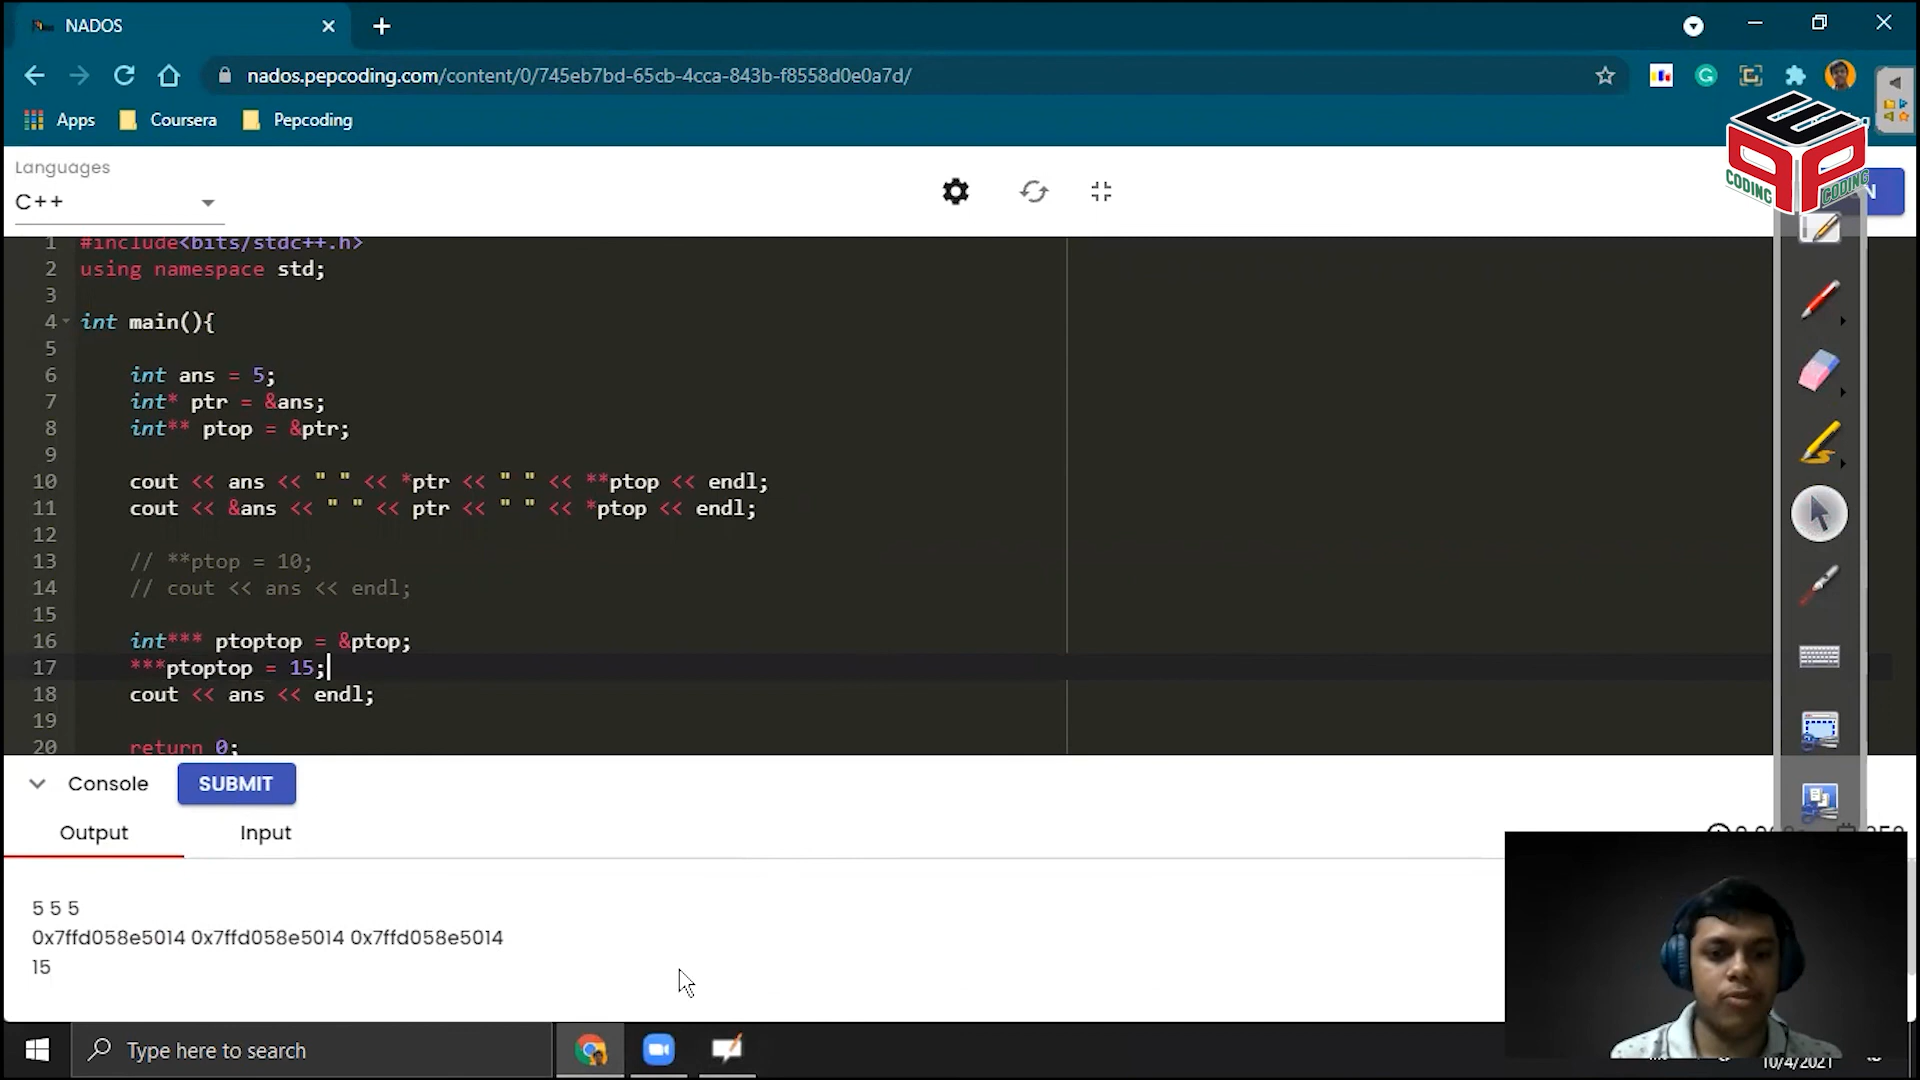 NADOS
nados.pepcoding.com/content/0/745eb7bd-65cb-4cca-843b-f8558d0e0a7d/
Apps
Coursera
Pepcoding
PEP
CODING
CODING
Languages
C++
1 #include<bits/stdc++.h>
2 using namespace std;
3
4 int main(){
5
6 int ans = 5;
7 int* ptr = &ans;
8 int** ptop = &ptr;
9
10 cout << ans << " " << *ptr << " " << **ptop << endl;
11 cout << &ans << " " << ptr << " " << *ptop << endl;
12
13 // **ptop = 10;
14 // cout << ans << endl;
15
16 int*** ptoptop = &ptop;
17 ***ptoptop = 15;
18 cout << ans << endl;
19
20 return 0;
Console
SUBMIT
Output
Input
5 5 5
0x7ffd058e5014 0x7ffd058e5014 0x7ffd058e5014
15
Type here to search
10/4/2021